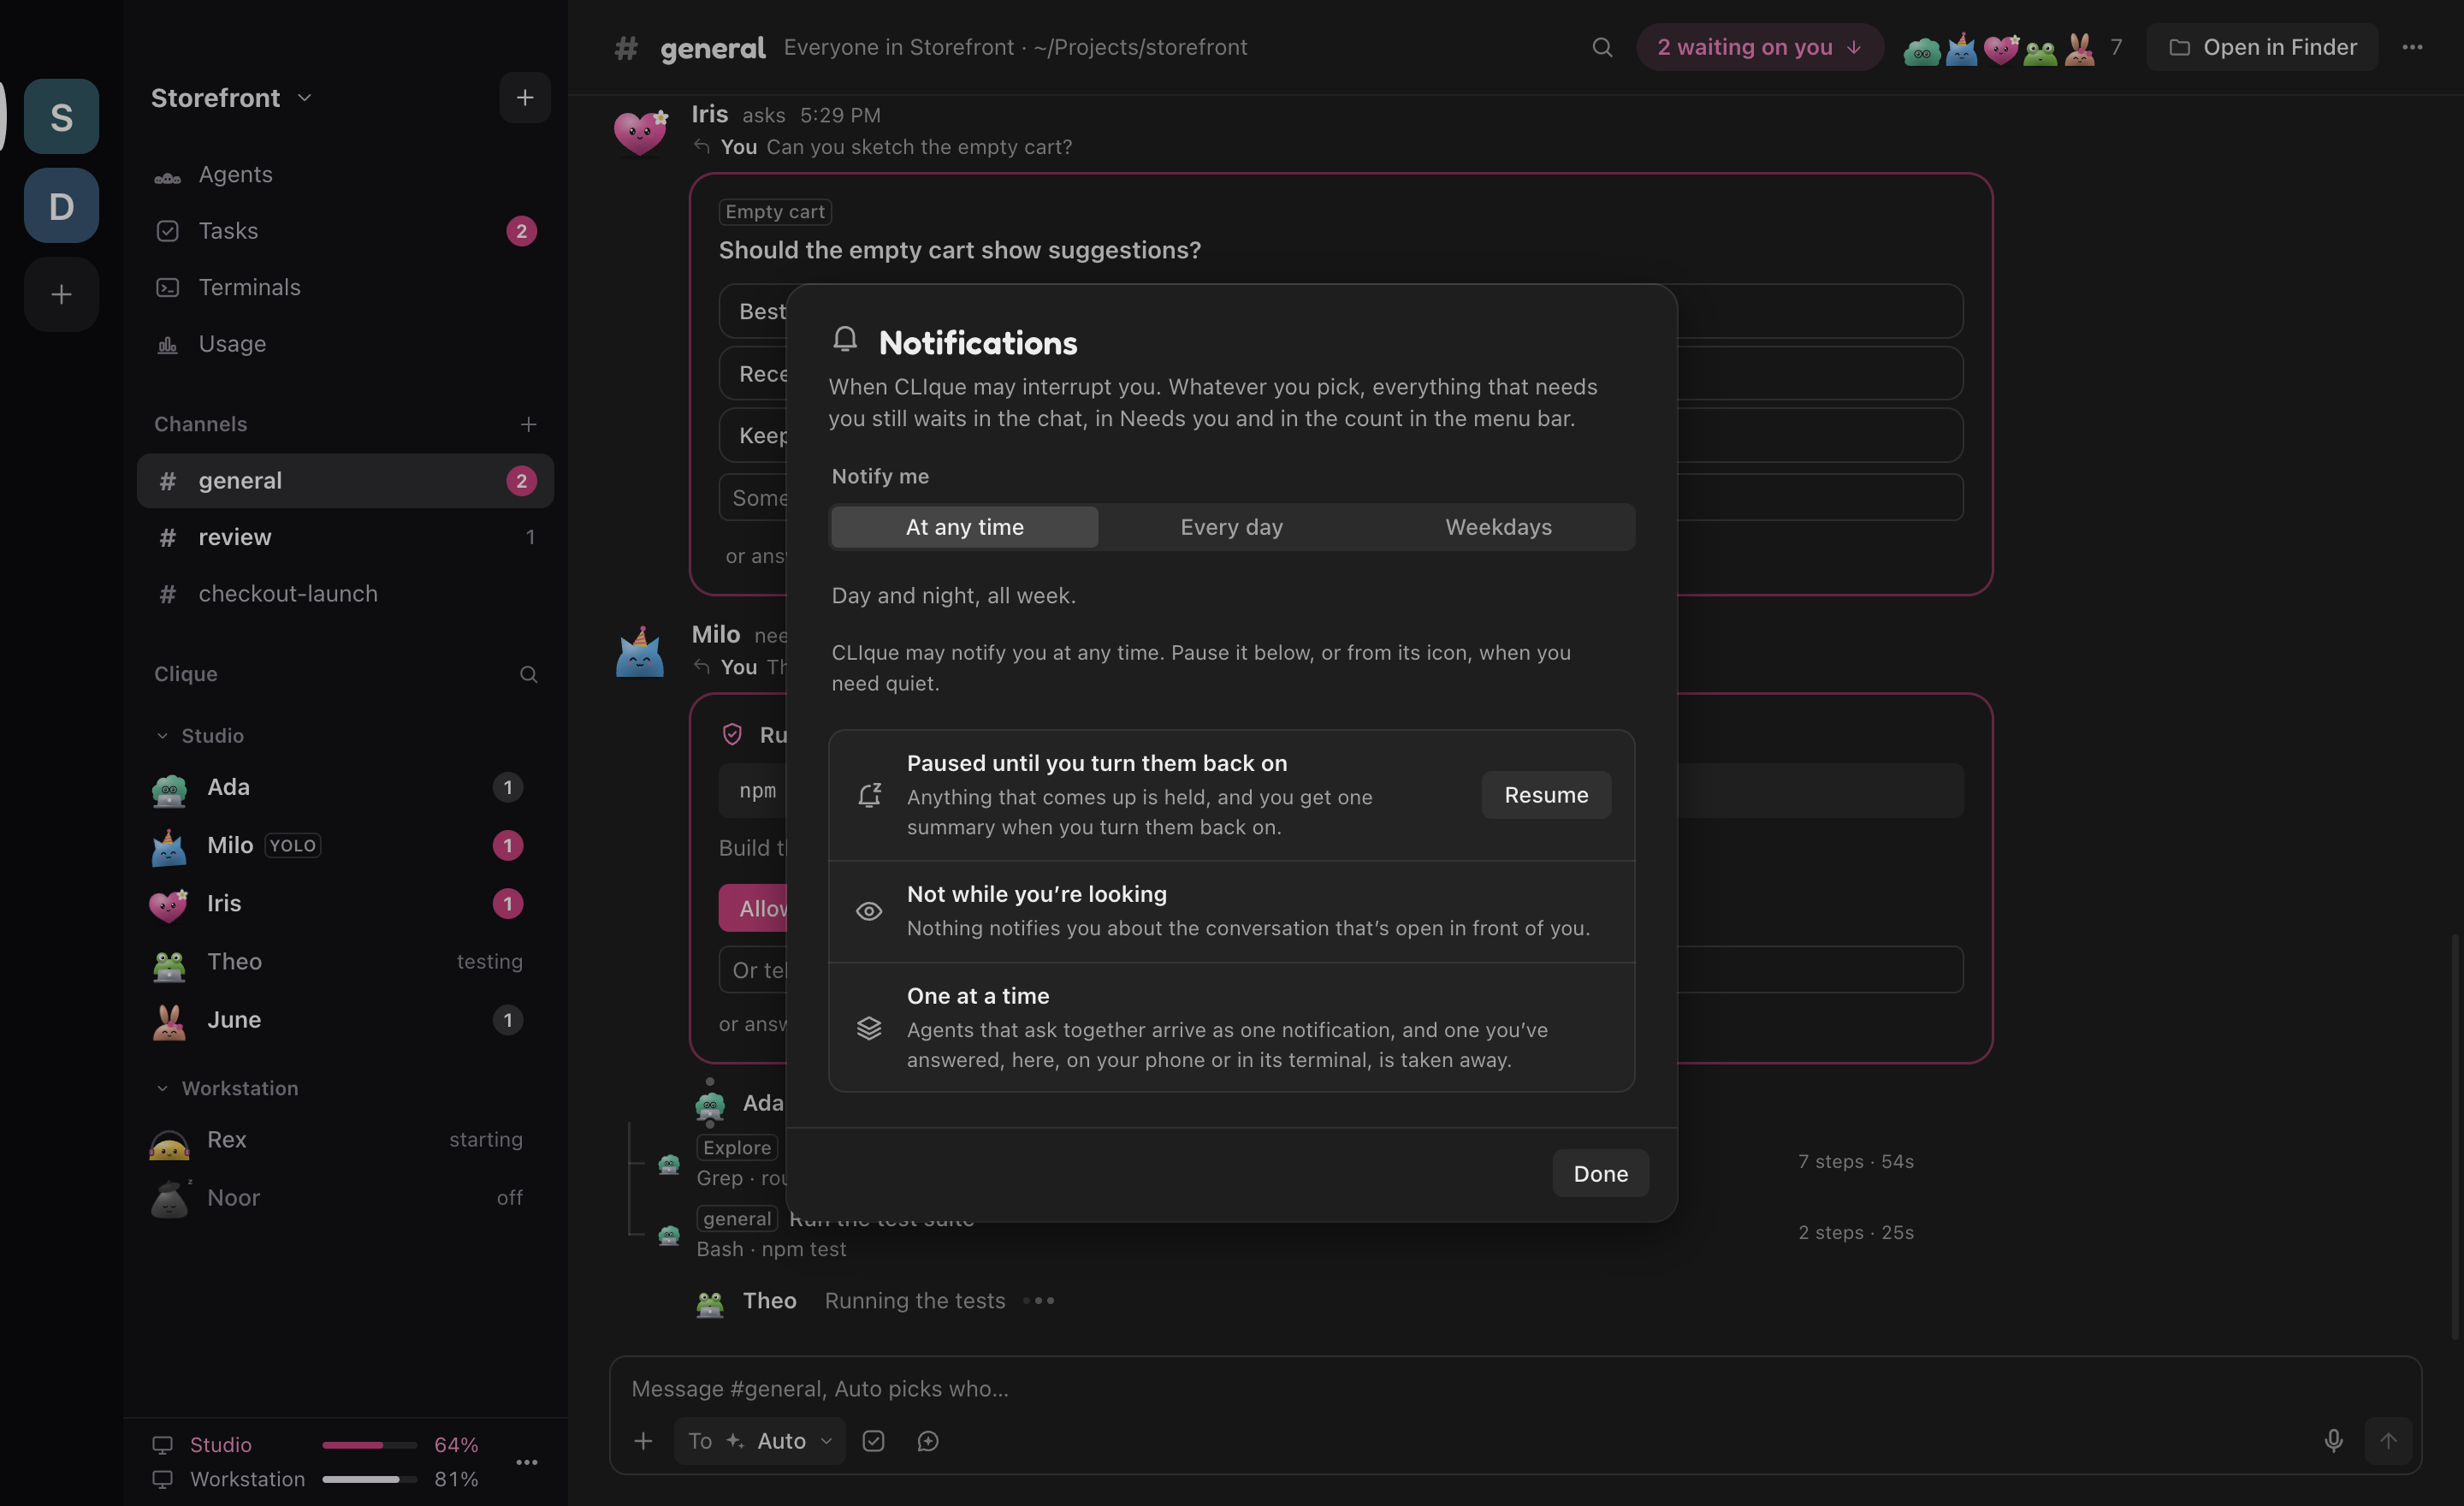 S
D
Storefront
Agents
Tasks 2
Terminals
Usage
Channels
# general 2
# review 1
# checkout-launch
Clique
Studio
Ada 1
Milo YOLO 1
Iris 1
Theo testing
June 1
Workstation
Rex starting
Noor off
Studio 64%
Workstation 81%
# general Everyone in Storefront · ~/Projects/storefront
2 waiting on you
7
Open in Finder
Iris asks 5:29 PM
You Can you sketch the empty cart?
Empty cart
Should the empty cart show suggestions?
Best
Rece
Keep
Some
or ans
Milo nee
You Th
Ru
npm
Build t
Allow
Or tel
or answ
Ada
Explore
Grep · rou
7 steps · 54s
general Run the test suite
Bash · npm test
2 steps · 25s
Theo Running the tests
Message #general, Auto picks who...
To Auto
Notifications
When CLIque may interrupt you. Whatever you pick, everything that needs
you still waits in the chat, in Needs you and in the count in the menu bar.
Notify me
At any time Every day Weekdays
Day and night, all week.
CLIque may notify you at any time. Pause it below, or from its icon, when you
need quiet.
Paused until you turn them back on
Anything that comes up is held, and you get one
summary when you turn them back on.
Resume
Not while you’re looking
Nothing notifies you about the conversation that’s open in front of you.
One at a time
Agents that ask together arrive as one notification, and one you’ve
answered, here, on your phone or in its terminal, is taken away.
Done